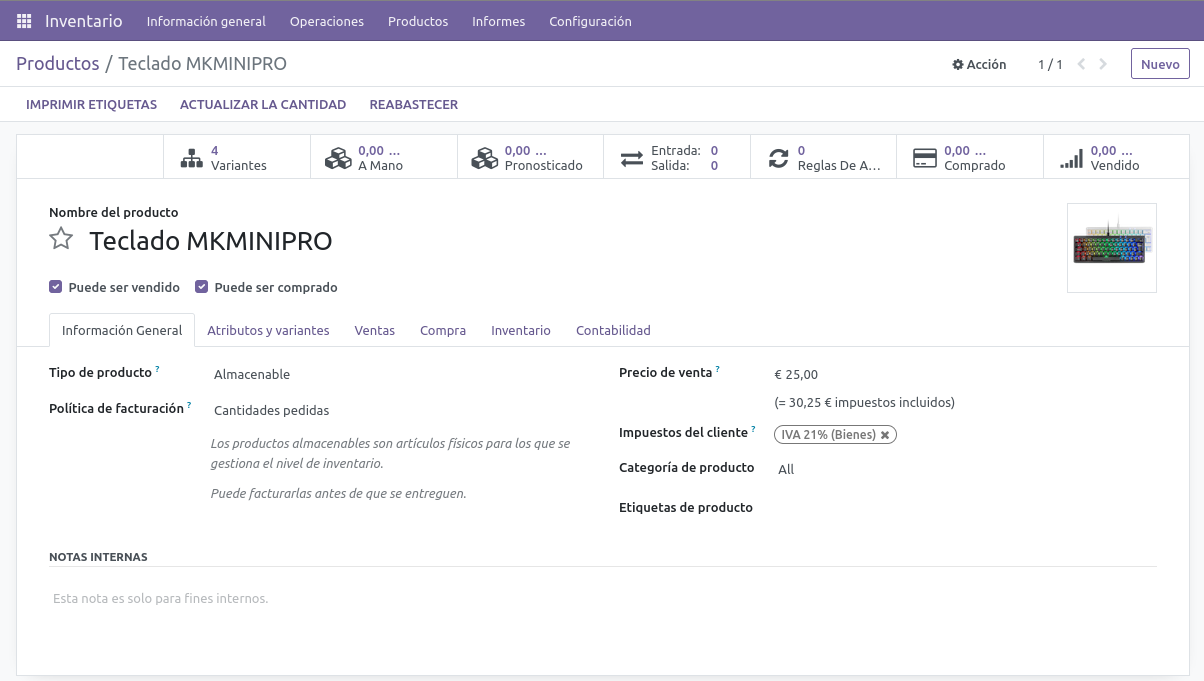 Inventario Información general Operaciones Productos Informes Configuración
Productos / Teclado MKMINIPRO Acción 1 / 1 Nuevo
IMPRIMIR ETIQUETAS ACTUALIZAR LA CANTIDAD REABASTECER
4 Variantes
0,00 ... A Mano
0,00 ... Pronosticado
Entrada: 0
Salida: 0
0 Reglas De A...
0,00 ... Comprado
0,00 ... Vendido
Nombre del producto
Teclado MKMINIPRO
Puede ser vendido Puede ser comprado
Información General Atributos y variantes Ventas Compra Inventario Contabilidad
Tipo de producto ? Almacenable
Política de facturación ? Cantidades pedidas
Los productos almacenables son artículos físicos para los que se
gestiona el nivel de inventario.
Puede facturarlas antes de que se entreguen.
Precio de venta ? € 25,00
(= 30,25 € impuestos incluidos)
Impuestos del cliente ? IVA 21% (Bienes) ×
Categoría de producto All
Etiquetas de producto
NOTAS INTERNAS
Esta nota es solo para fines internos.